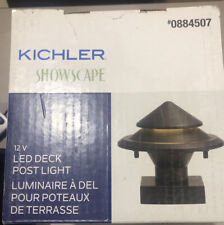 #0884507
KICHLER
SHOWSCAPE
12 V
LED DECK
POST LIGHT
LUMINAIRE À DEL
POUR POTEAUX
DE TERRASSE